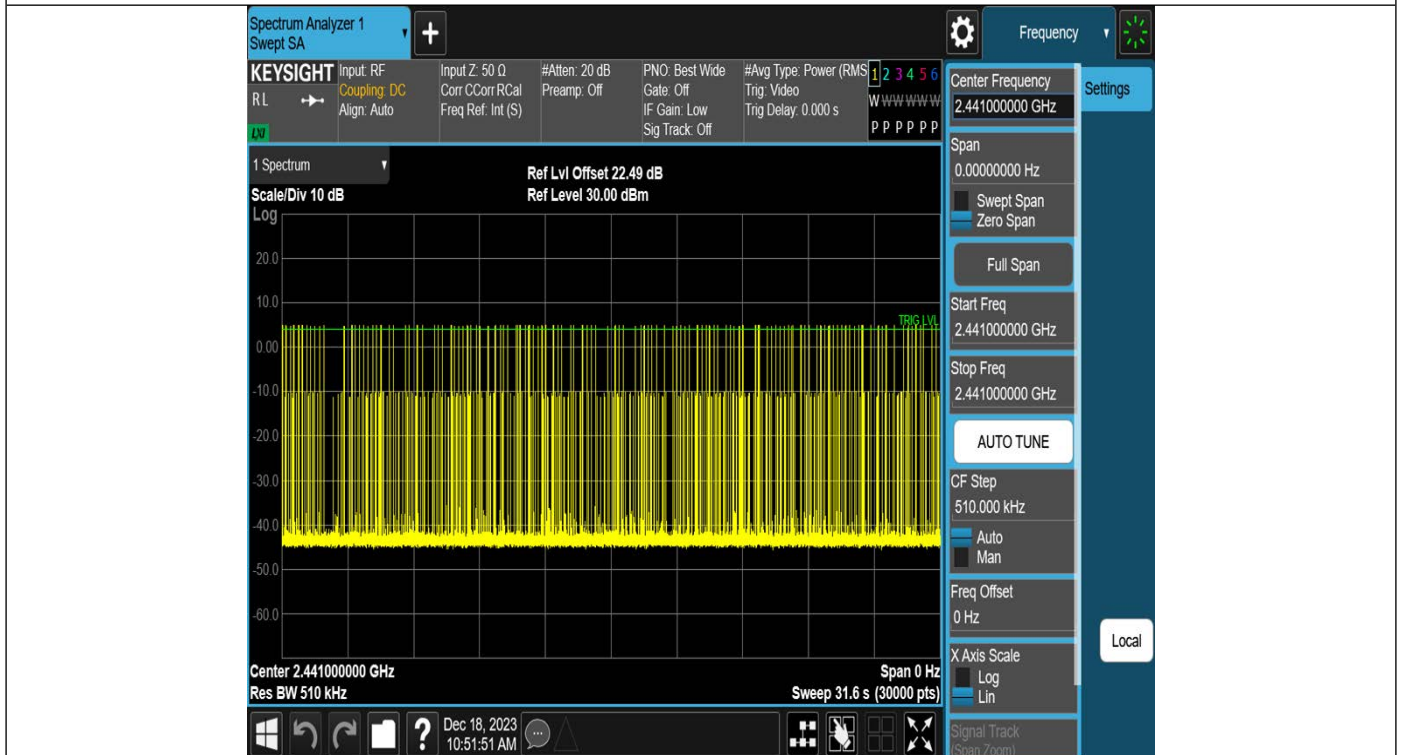 Spectrum Analyzer 1
Swept SA
+
Frequency
KEYSIGHT
RL
LXI
Input: RF
Coupling: DC
Align: Auto
Input Z: 50 Ω
Corr CCorr RCal
Freq Ref: Int (S)
#Atten: 20 dB
Preamp: Off
PNO: Best Wide
Gate: Off
IF Gain: Low
Sig Track: Off
#Avg Type: Power (RMS
Trig: Video
Trig Delay: 0.000 s
1 2 3 4 5 6
W W W W W W
P P P P P P
1 Spectrum
Scale/Div 10 dB
Log
Ref Lvl Offset 22.49 dB
Ref Level 30.00 dBm
20.0
10.0
TRIG LVL
0.00
-10.0
-20.0
-30.0
-40.0
-50.0
-60.0
Center 2.441000000 GHz
Res BW 510 kHz
Span 0 Hz
Sweep 31.6 s (30000 pts)
Center Frequency
2.441000000 GHz
Settings
Span
0.00000000 Hz
Swept Span
Zero Span
Full Span
Start Freq
2.441000000 GHz
Stop Freq
2.441000000 GHz
AUTO TUNE
CF Step
510.000 kHz
Auto
Man
Freq Offset
0 Hz
X Axis Scale
Log
Lin
Local
Signal Track
(Span Zoom)
?
Dec 18, 2023
10:51:51 AM